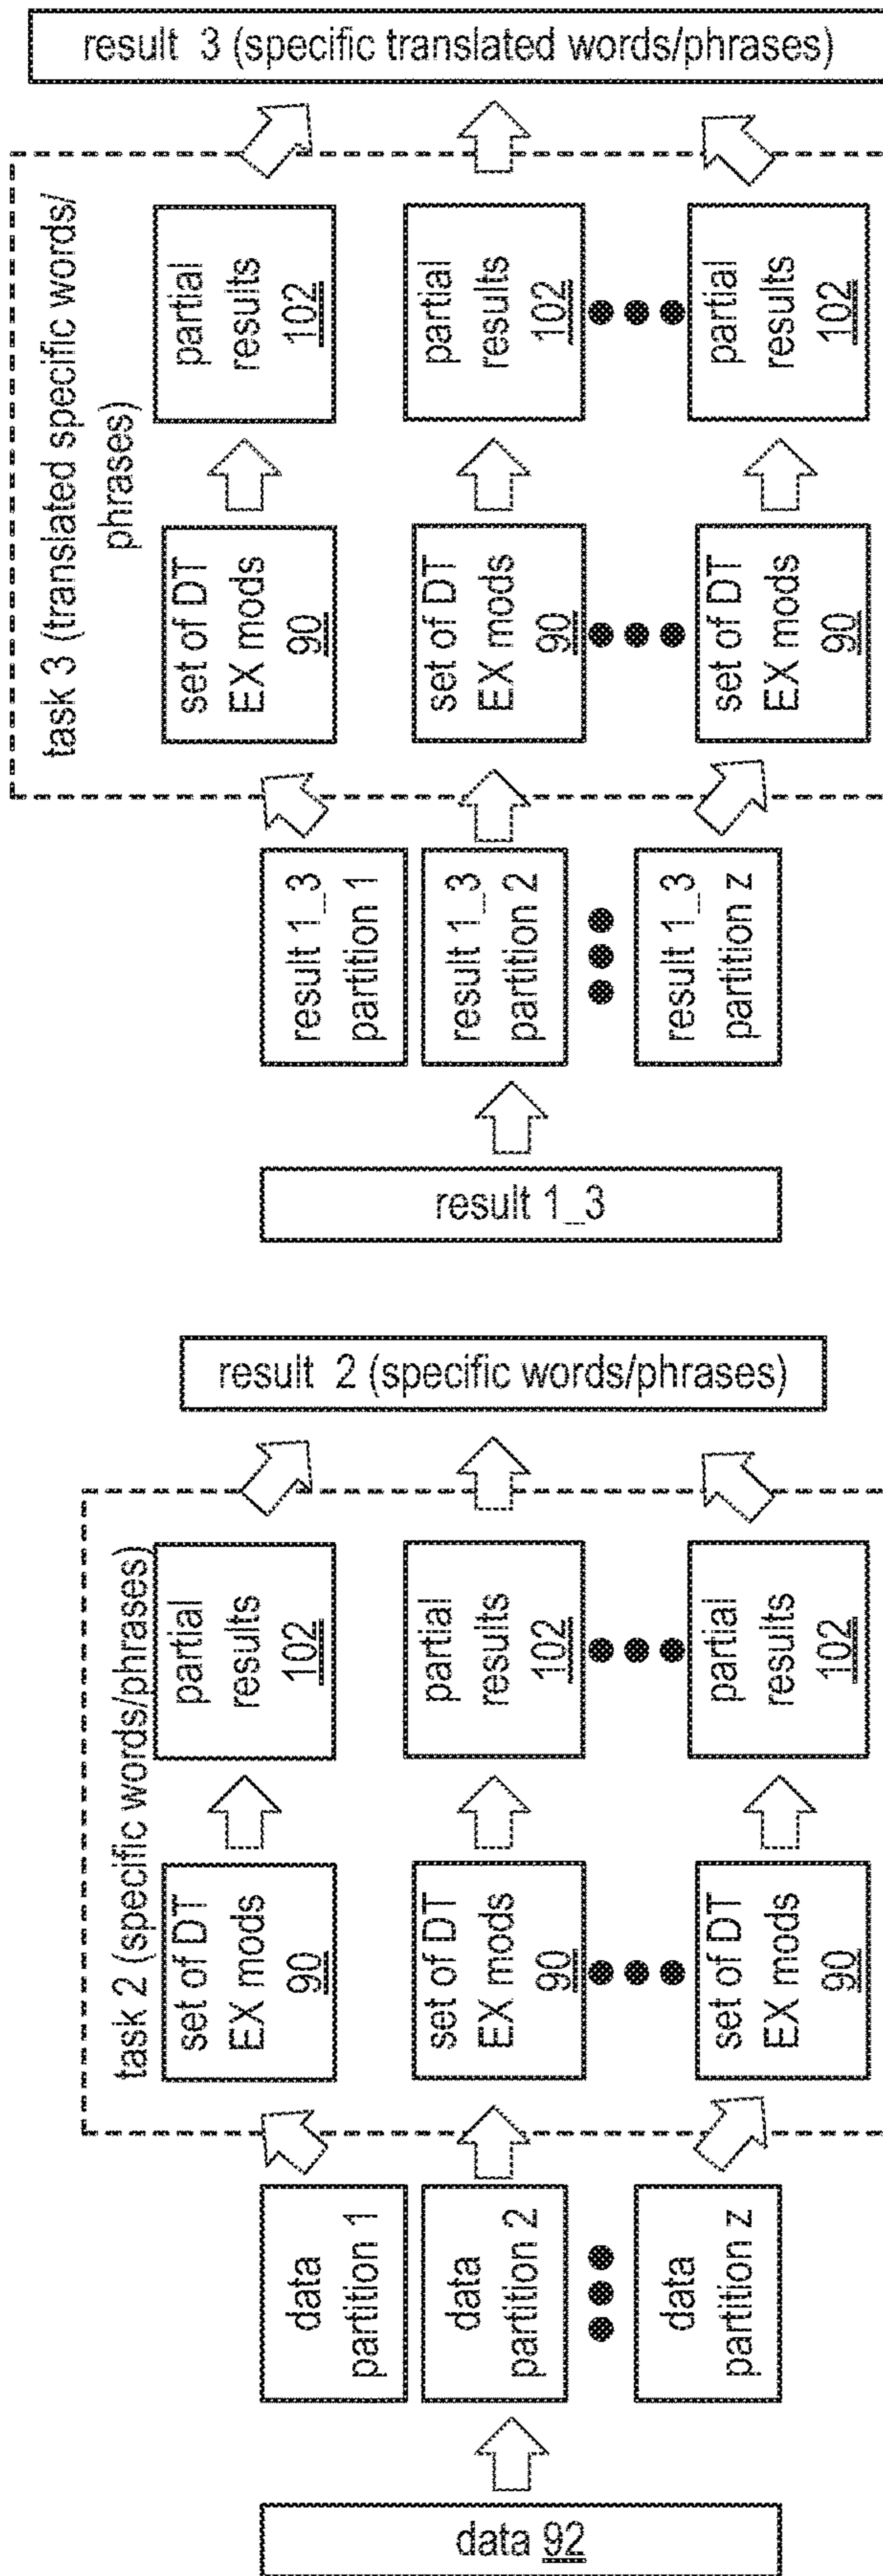 task 2 (specific words/phrases)
data 92
data
partition 1
data
partition 2
data
partition z
set of DT
EX mods
90
set of DT
EX mods
90
set of DT
EX mods
90
partial
results
102
partial
results
102
partial
results
102
result 2 (specific words/phrases)
task 3 (translated specific words/
phrases)
result 1_3
result 1_3
partition 1
result 1_3
partition 2
result 1_3
partition z
set of DT
EX mods
90
set of DT
EX mods
90
set of DT
EX mods
90
partial
results
102
partial
results
102
partial
results
102
result 3 (specific translated words/phrases)